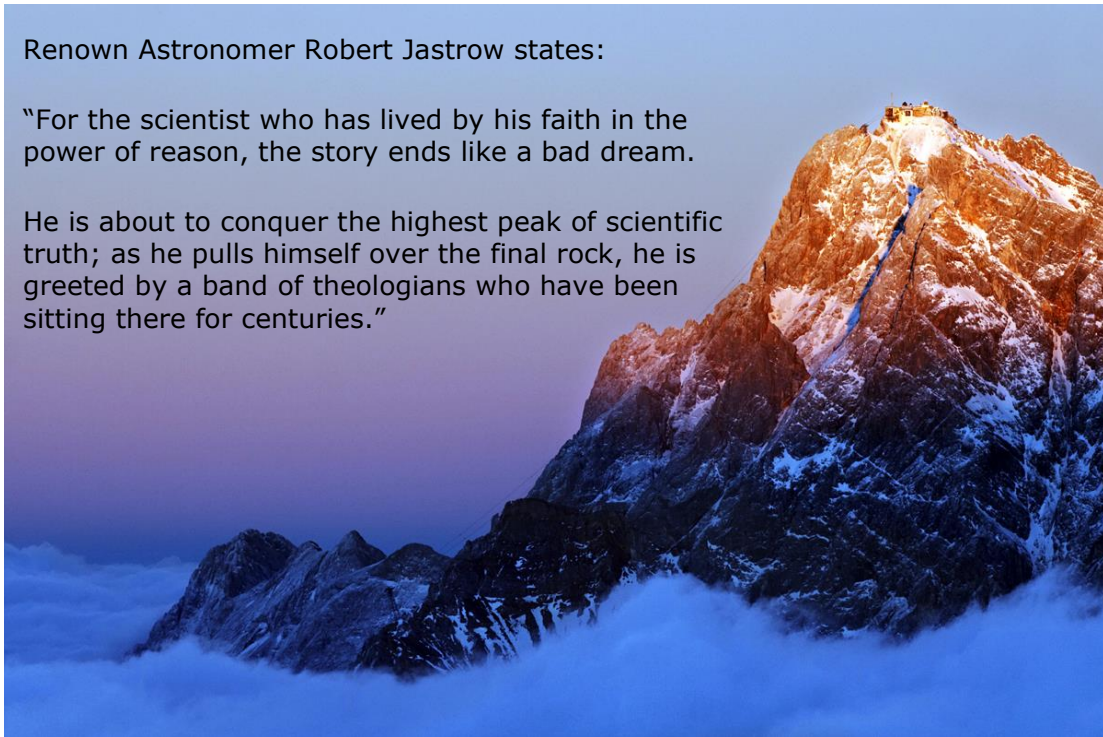 Renown Astronomer Robert Jastrow states:
“For the scientist who has lived by his faith in the
power of reason, the story ends like a bad dream.
He is about to conquer the highest peak of scientific
truth; as he pulls himself over the final rock, he is
greeted by a band of theologians who have been
sitting there for centuries.”